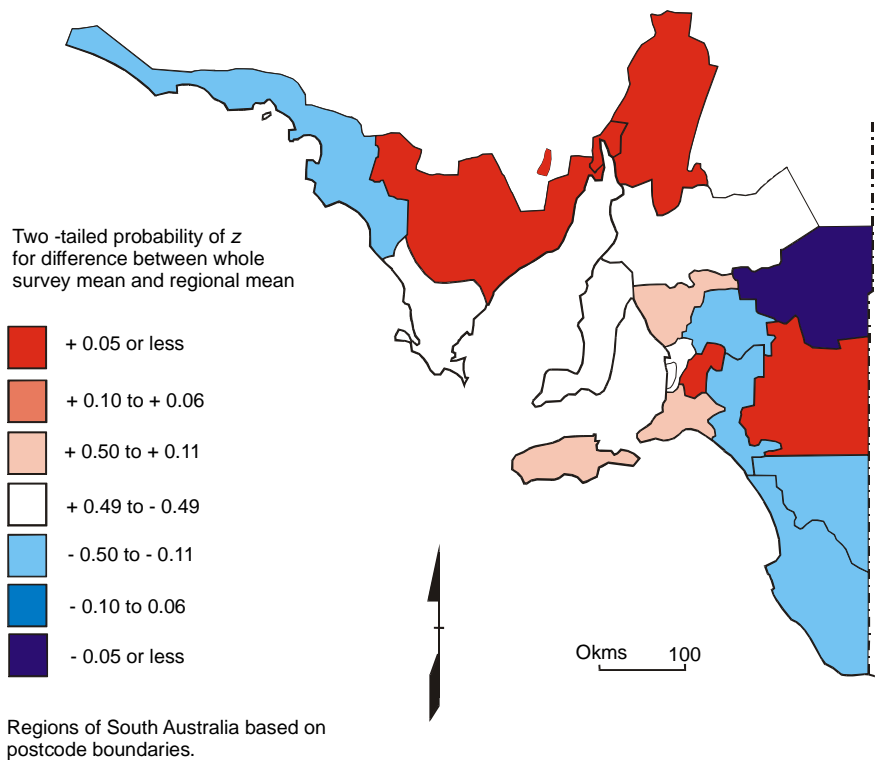 Two -tailed probability of z
for difference between whole
survey mean and regional mean
+ 0.05 or less
+ 0.10 to + 0.06
+ 0.50 to + 0.11
+ 0.49 to - 0.49
- 0.50 to - 0.11
- 0.10 to 0.06
- 0.05 or less
Okms 100
Regions of South Australia based on
postcode boundaries.